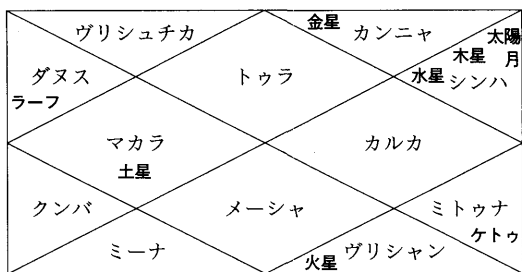 ヴリシュチカ
金星
カンニャ
太陽
月
木星
水星
シンハ
ダヌス
ラーフ
トゥラ
マカラ
土星
カルカ
クンバ
メーシャ
ミトゥナ
ケトゥ
ミーナ
火星
ヴリシャン